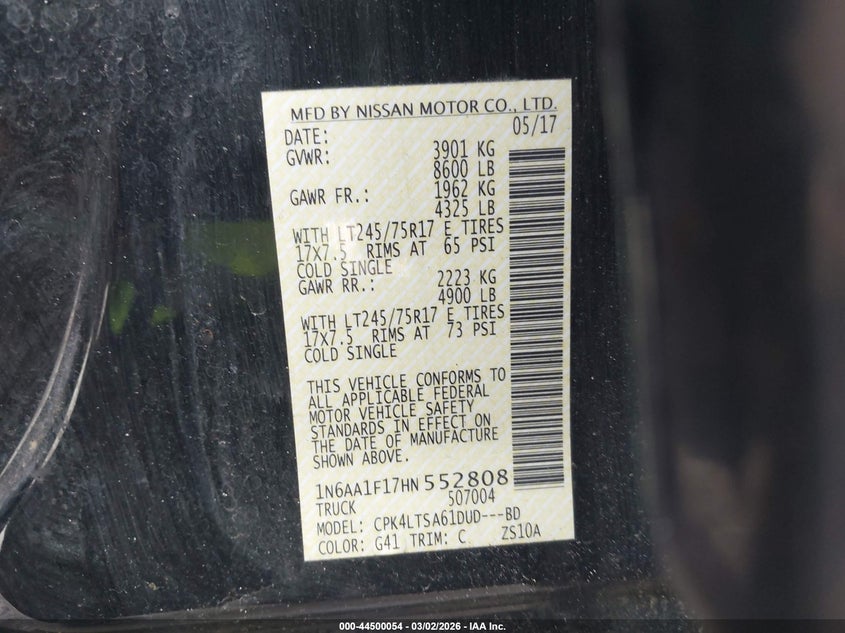 MFD BY NISSAN MOTOR CO., LTD.
DATE: 05/17
GVWR: 3901 KG
8600 LB
GAWR FR.: 1962 KG
4325 LB
WITH LT245/75R17 E TIRES
17X7.5 RIMS AT 65 PSI
COLD SINGLE
GAWR RR.: 2223 KG
4900 LB
WITH LT245/75R17 E TIRES
17X7.5 RIMS AT 73 PSI
COLD SINGLE
THIS VEHICLE CONFORMS TO
ALL APPLICABLE FEDERAL
MOTOR VEHICLE SAFETY
STANDARDS IN EFFECT ON
THE DATE OF MANUFACTURE
SHOWN ABOVE.
1N6AA1F17HN552808
TRUCK 507004
MODEL: CPK4LTSA61DUD---BD
COLOR: G41 TRIM: C ZS10A
000-44500054 - 03/02/2026 - IAA Inc.